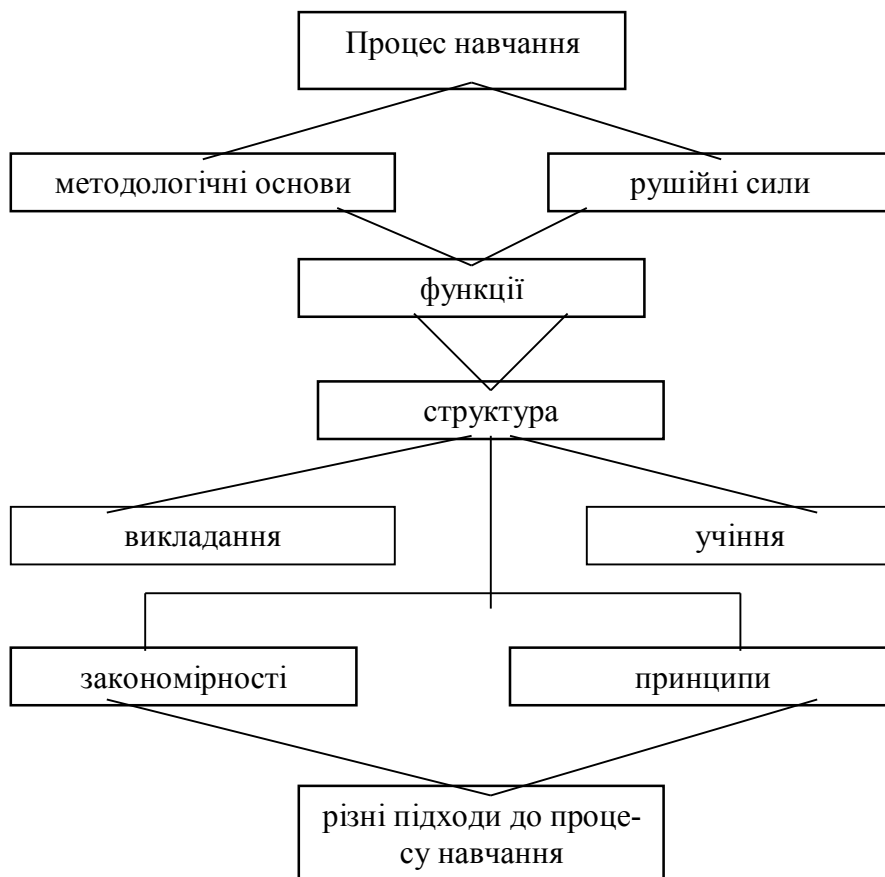 Процес навчання
методологічні основи
рушійні сили
функції
структура
викладання
учіння
закономірності
принципи
різні підходи до проце-
су навчання